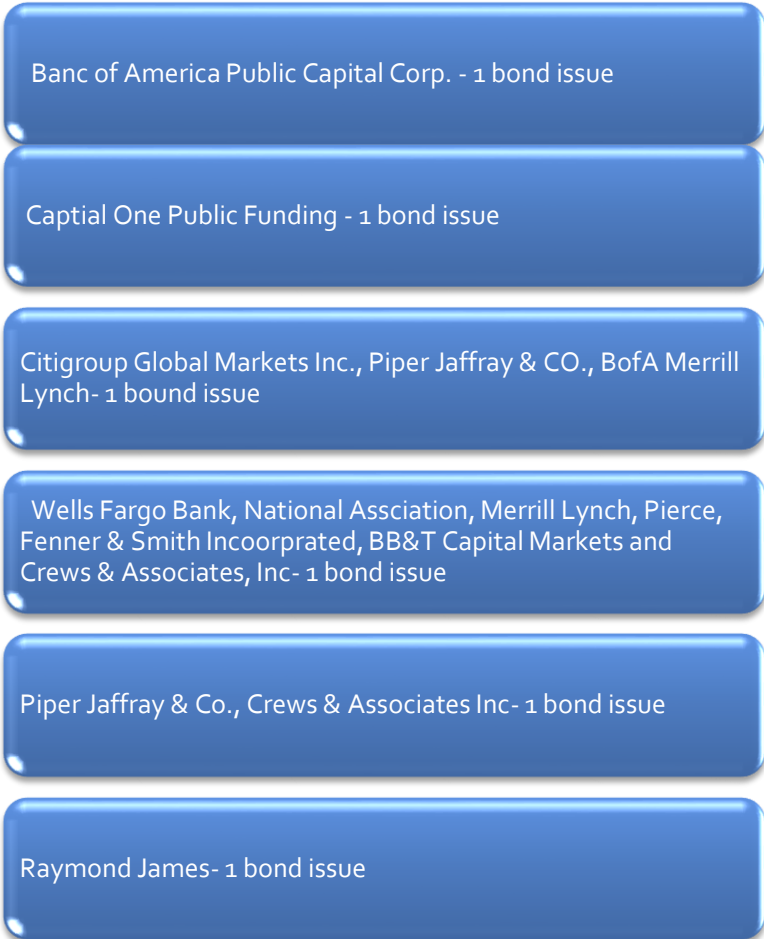 Banc of America Public Capital Corp. - 1 bond issue
Captial One Public Funding - 1 bond issue
Citigroup Global Markets Inc., Piper Jaffray & CO., BofA Merrill
Lynch- 1 bound issue
Wells Fargo Bank, National Assciation, Merrill Lynch, Pierce,
Fenner & Smith Incoorprated, BB&T Capital Markets and
Crews & Associates, Inc- 1 bond issue
Piper Jaffray & Co., Crews & Associates Inc- 1 bond issue
Raymond James- 1 bond issue